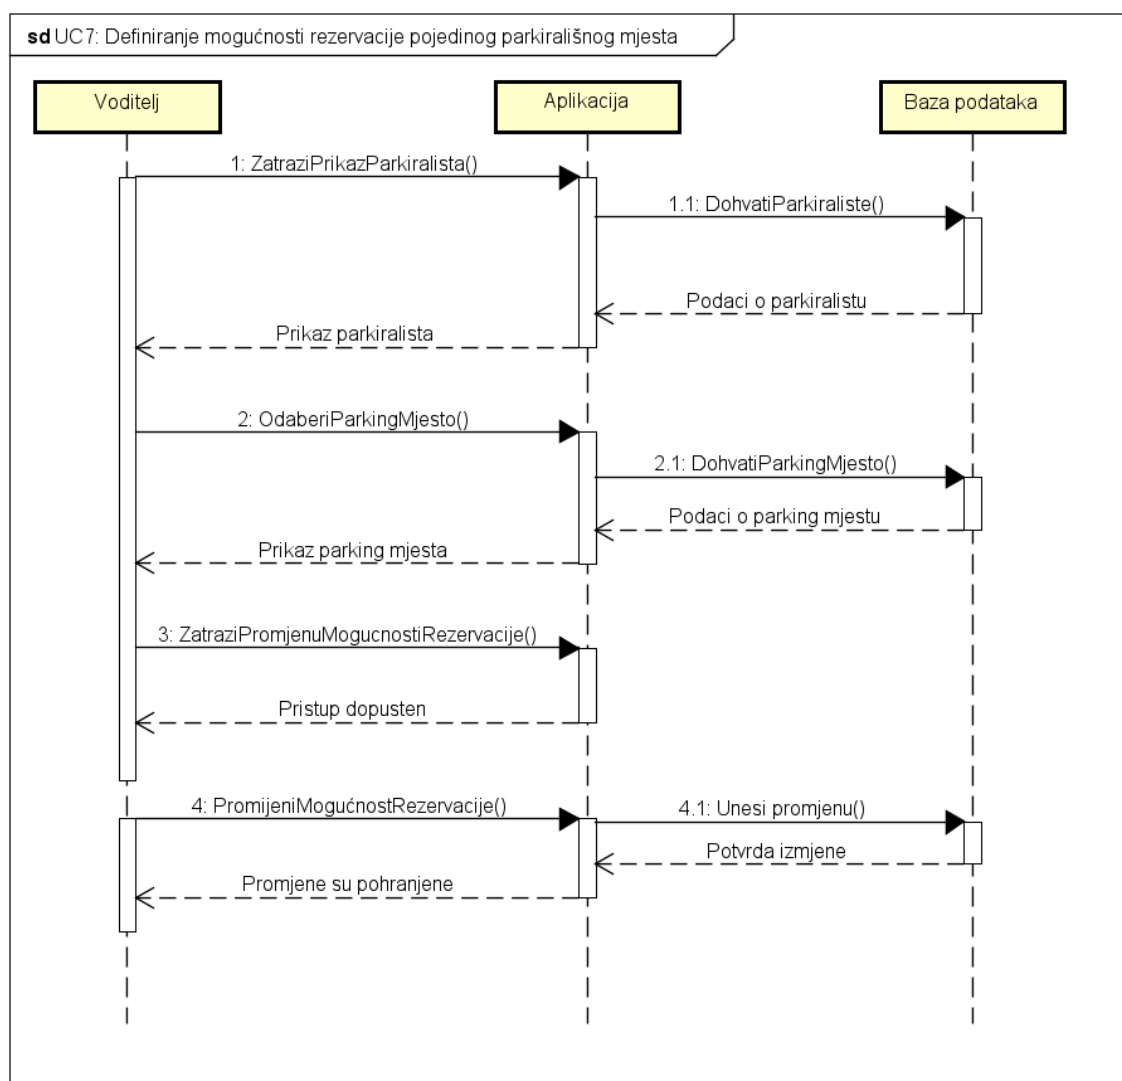 sd UC7: Definiranje mogućnosti rezervacije pojedinog parkirališnog mjesta
Voditelj
Aplikacija
Baza podataka
1: ZatraziPrikazParkiralista()
1.1: DohvatiParkiraliste()
Podaci o parkiralistu
Prikaz parkiralista
2: OdaberiParkingMjesto()
2.1: DohvatiParkingMjesto()
Podaci o parking mjestu
Prikaz parking mjesta
3: ZatraziPromjenuMogucnostiRezervacije()
Pristup dopusten
4: PromijeniMogućnostRezervacije()
4.1: Unesi promjenu()
Potvrda izmjene
Promjene su pohranjene